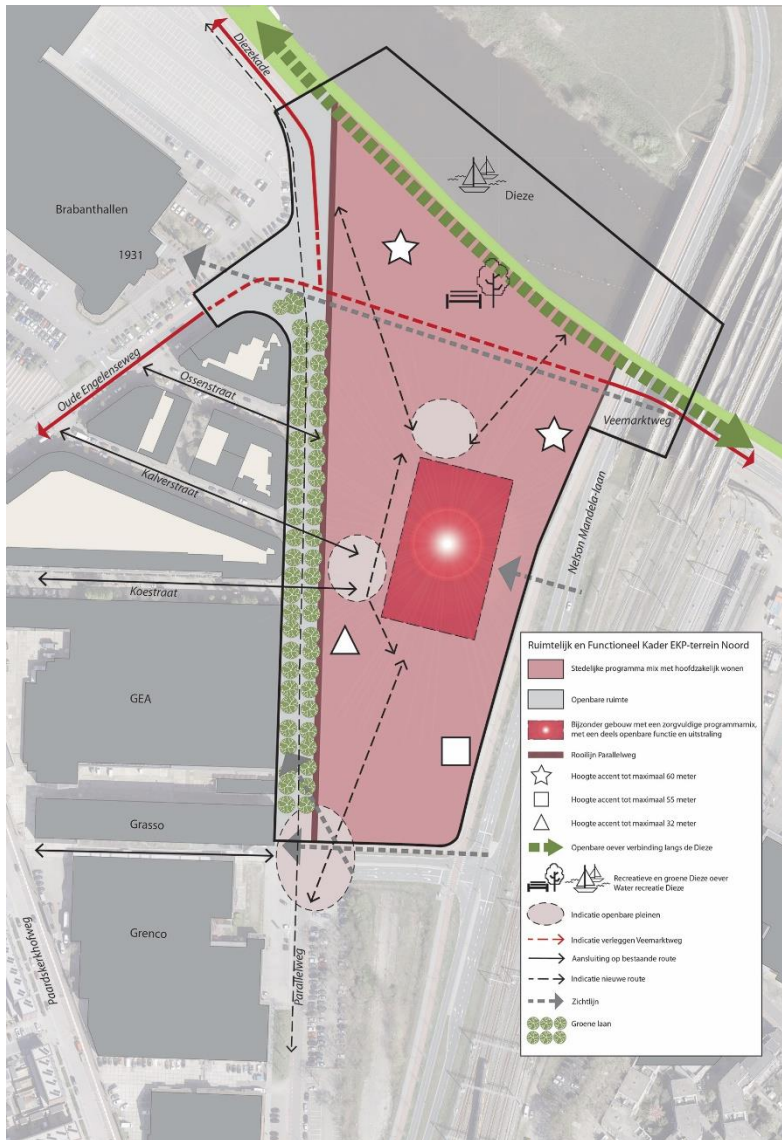 Diezekade
Brabanthallen
Dieze
1931
Oude Engelenseweg
Ossenstraat
Veemarktweg
Kalverstraat
Nelson Mandela-laan
Koestraat
GEA
Grasso
Grenco
Paardskerkhofweg
Parallelweg
Ruimtelijk en Functioneel Kader EKP-terrein Noord
Stedelijke programma mix met hoofdzakelijk wonen
Openbare ruimte
Bijzonder gebouw met een zorgvuldige programmamix,
met een deels openbare functie en uitstraling
Rooilijn Parallelweg
Hoogte accent tot maximaal 60 meter
Hoogte accent tot maximaal 55 meter
Hoogte accent tot maximaal 32 meter
Openbare oever verbinding langs de Dieze
Recreatieve en groene Dieze oever
Water recreatie Dieze
Indicatie openbare pleinen
Indicatie verleggen Veemarktweg
Aansluiting op bestaande route
Indicatie nieuwe route
Zichtlijn
Groene laan